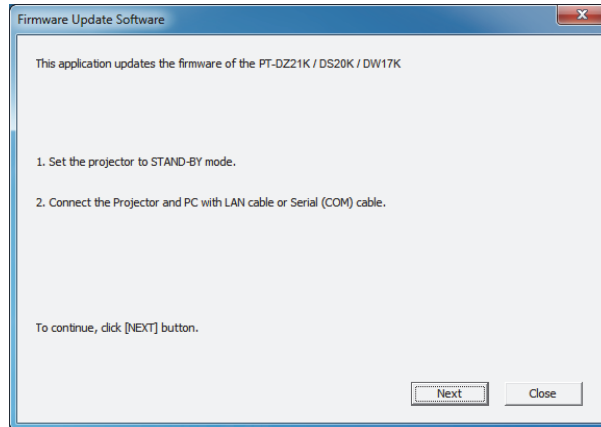 Firmware Update Software
This application updates the firmware of the PT-DZ21K / DS20K / DW17K
1. Set the projector to STAND-BY mode.
2. Connect the Projector and PC with LAN cable or Serial (COM) cable.
To continue, click [NEXT] button.
Next Close